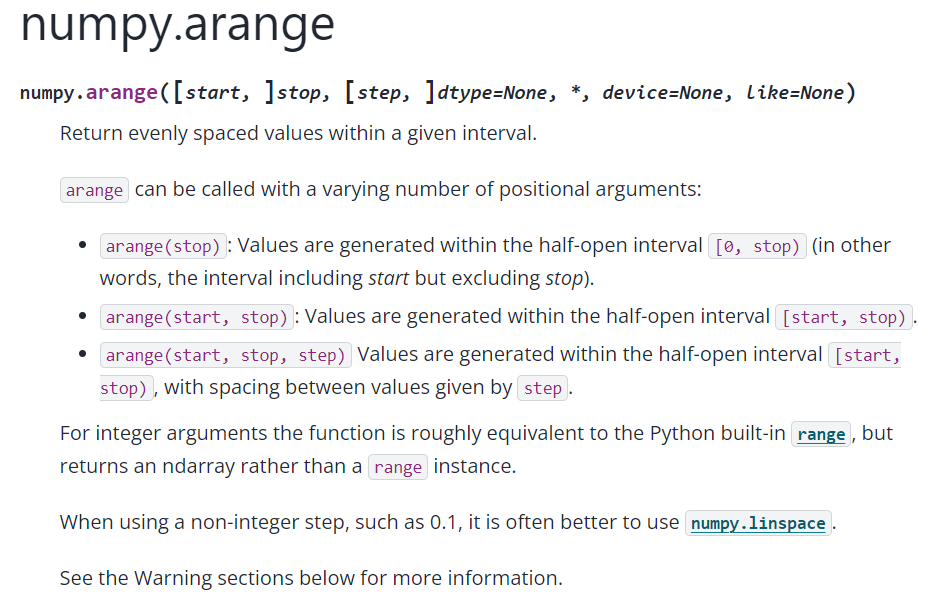 numpy.arange
numpy.arange([start, ]stop, [step, ]dtype=None, *, device=None, like=None)
Return evenly spaced values within a given interval.
arange can be called with a varying number of positional arguments:
• arange(stop): Values are generated within the half-open interval [0, stop) (in other
words, the interval including start but excluding stop).
• arange(start, stop): Values are generated within the half-open interval [start, stop).
• arange(start, stop, step) Values are generated within the half-open interval [start,
stop), with spacing between values given by step.
For integer arguments the function is roughly equivalent to the Python built-in range, but
returns an ndarray rather than a range instance.
When using a non-integer step, such as 0.1, it is often better to use numpy.linspace.
See the Warning sections below for more information.